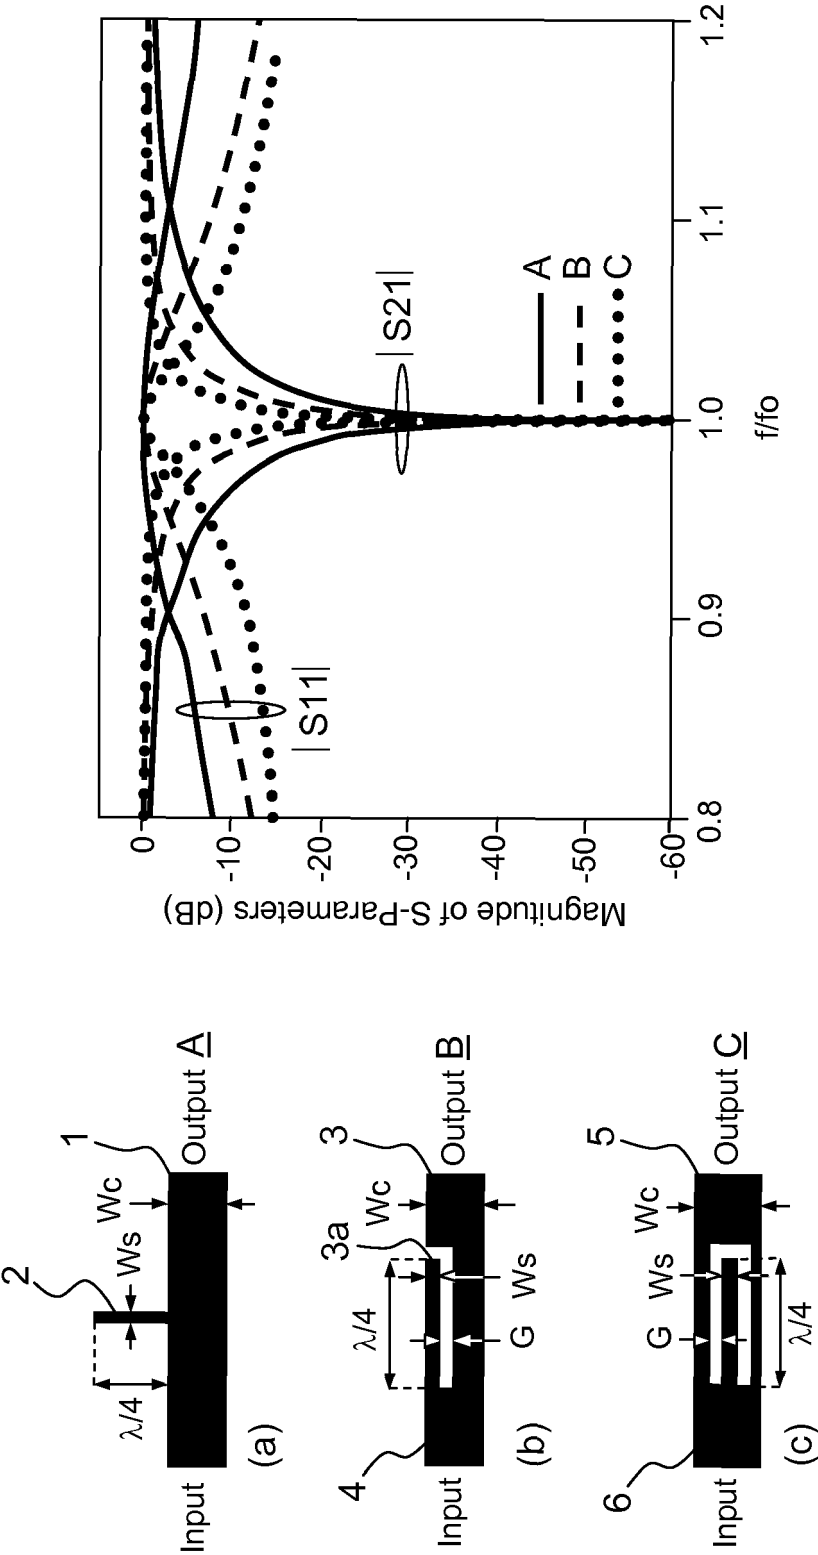 0
-10
-20
-30
-40
-50
-60
Magnitude of S-Parameters (dB)
0.8
0.9
1.0
1.1
1.2
f/fo
|S11|
|S21|
A
B
C
2
1
Ws
Wc
λ/4
Input
Output A
(a)
3
3a
4
Wc
λ/4
Ws
G
Input
Output B
(b)
5
6
Wc
Ws
G
λ/4
Input
Output C
(c)